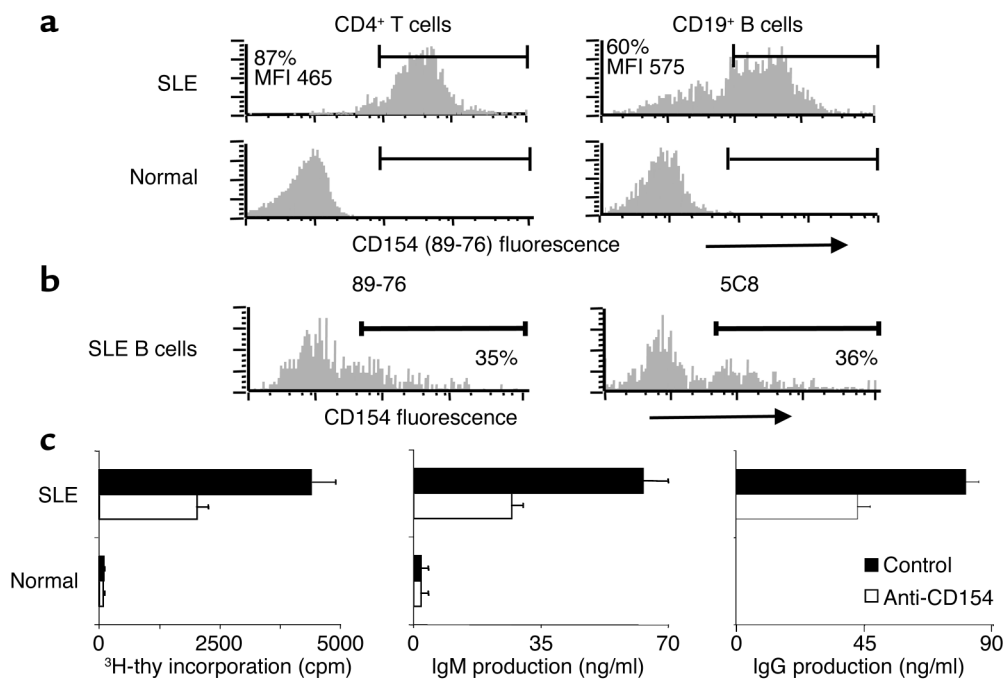 a
CD4⁺ T cells
CD19⁺ B cells
SLE
87%
MFI 465
60%
MFI 575
Normal
CD154 (89-76) fluorescence
b
89-76
5C8
SLE B cells
35%
36%
CD154 fluorescence
c
SLE
Normal
Control
Anti-CD154
0 2500 5000
0 35 70
0 45 90
³H-thy incorporation (cpm)
IgM production (ng/ml)
IgG production (ng/ml)